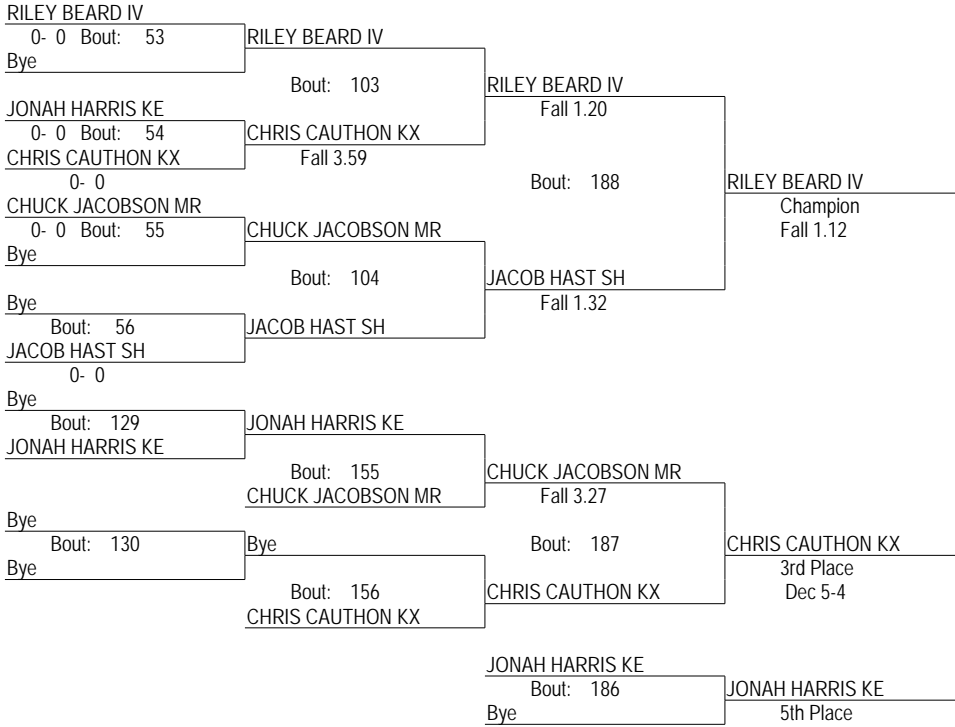 RILEY BEARD IV
0- 0 Bout: 53
Bye
RILEY BEARD IV
Bout: 103
RILEY BEARD IV
Fall 1.20
JONAH HARRIS KE
0- 0 Bout: 54
CHRIS CAUTHON KX
0- 0
CHRIS CAUTHON KX
Fall 3.59
Bout: 188
RILEY BEARD IV
Champion
Fall 1.12
CHUCK JACOBSON MR
0- 0 Bout: 55
Bye
CHUCK JACOBSON MR
Bout: 104
JACOB HAST SH
Fall 1.32
Bye
Bout: 56
JACOB HAST SH
0- 0
JACOB HAST SH
Bye
Bout: 129
JONAH HARRIS KE
JONAH HARRIS KE
Bout: 155
CHUCK JACOBSON MR
CHUCK JACOBSON MR
Fall 3.27
Bye
Bout: 130
Bye
Bye
Bout: 156
CHRIS CAUTHON KX
Bout: 187
CHRIS CAUTHON KX
CHRIS CAUTHON KX
3rd Place
Dec 5-4
JONAH HARRIS KE
Bout: 186
Bye
JONAH HARRIS KE
5th Place